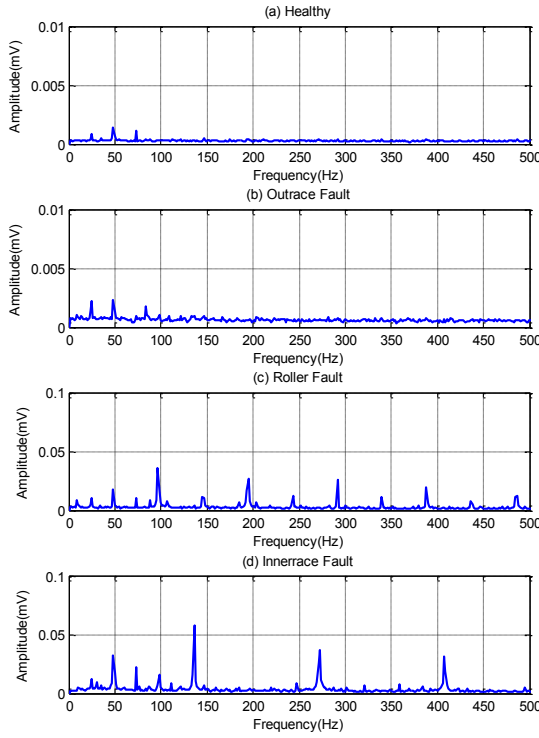 (a) Healthy
0.01
0.005
0
Amplitude(mV)
0 50 100 150 200 250 300 350 400 450 500
Frequency(Hz)
(b) Outrace Fault
0.01
0.005
0
Amplitude(mV)
0 50 100 150 200 250 300 350 400 450 500
Frequency(Hz)
(c) Roller Fault
0.1
0.05
0
Amplitude(mV)
0 50 100 150 200 250 300 350 400 450 500
Frequency(Hz)
(d) Innerrace Fault
0.1
0.05
0
Amplitude(mV)
0 50 100 150 200 250 300 350 400 450 500
Frequency(Hz)